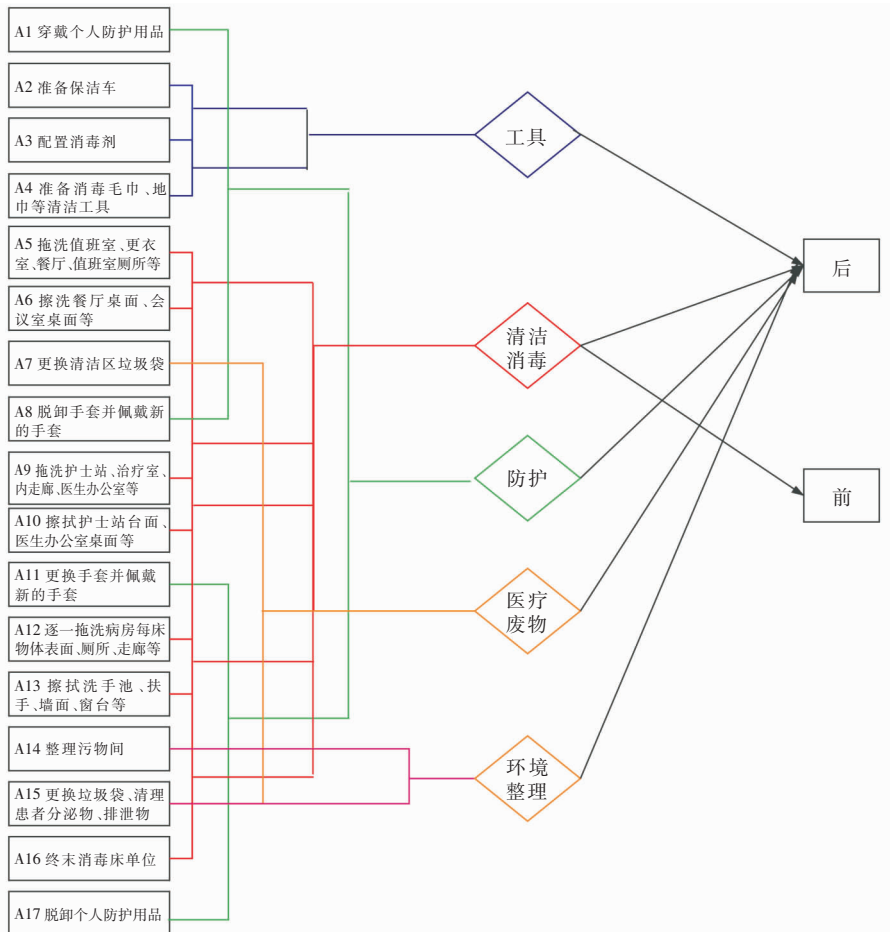 A1 穿戴个人防护用品
A2 准备保洁车
A3 配置消毒剂
A4 准备消毒毛巾、地
巾等清洁工具
A5 拖洗值班室、更衣
室、餐厅、值班室厕所等
A6 擦洗餐厅桌面、会
议室桌面等
A7 更换清洁区垃圾袋
A8 脱卸手套并佩戴新
的手套
A9 拖洗护士站、治疗室、
内走廊、医生办公室等
A10 擦拭护士站台面、
医生办公室桌面等
A11 更换手套并佩戴
新的手套
A12 逐一拖洗病房每床
物体表面、厕所、走廊等
A13 擦拭洗手池、扶
手、墙面、窗台等
A14 整理污物间
A15 更换垃圾袋、清理
患者分泌物、排泄物
A16 终末消毒床单位
A17 脱卸个人防护用品
工具
清洁
消毒
防护
医疗
废物
环境
整理
后
前